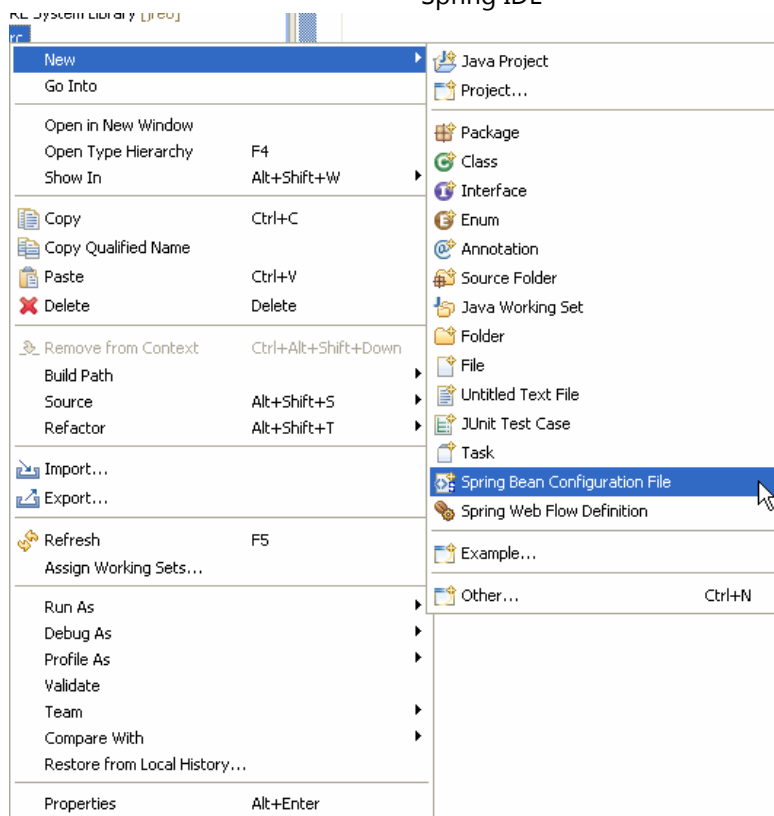 Spring IDE
RE System Library [jre6]
rc
New
Go Into
Open in New Window
Open Type Hierarchy F4
Show In Alt+Shift+W
Copy Ctrl+C
Copy Qualified Name
Paste Ctrl+V
Delete Delete
Remove from Context Ctrl+Alt+Shift+Down
Build Path
Source Alt+Shift+S
Refactor Alt+Shift+T
Import...
Export...
Refresh F5
Assign Working Sets...
Run As
Debug As
Profile As
Validate
Team
Compare With
Restore from Local History...
Properties Alt+Enter
Java Project
Project...
Package
Class
Interface
Enum
Annotation
Source Folder
Java Working Set
Folder
File
Untitled Text File
JUnit Test Case
Task
Spring Bean Configuration File
Spring Web Flow Definition
Example...
Other... Ctrl+N